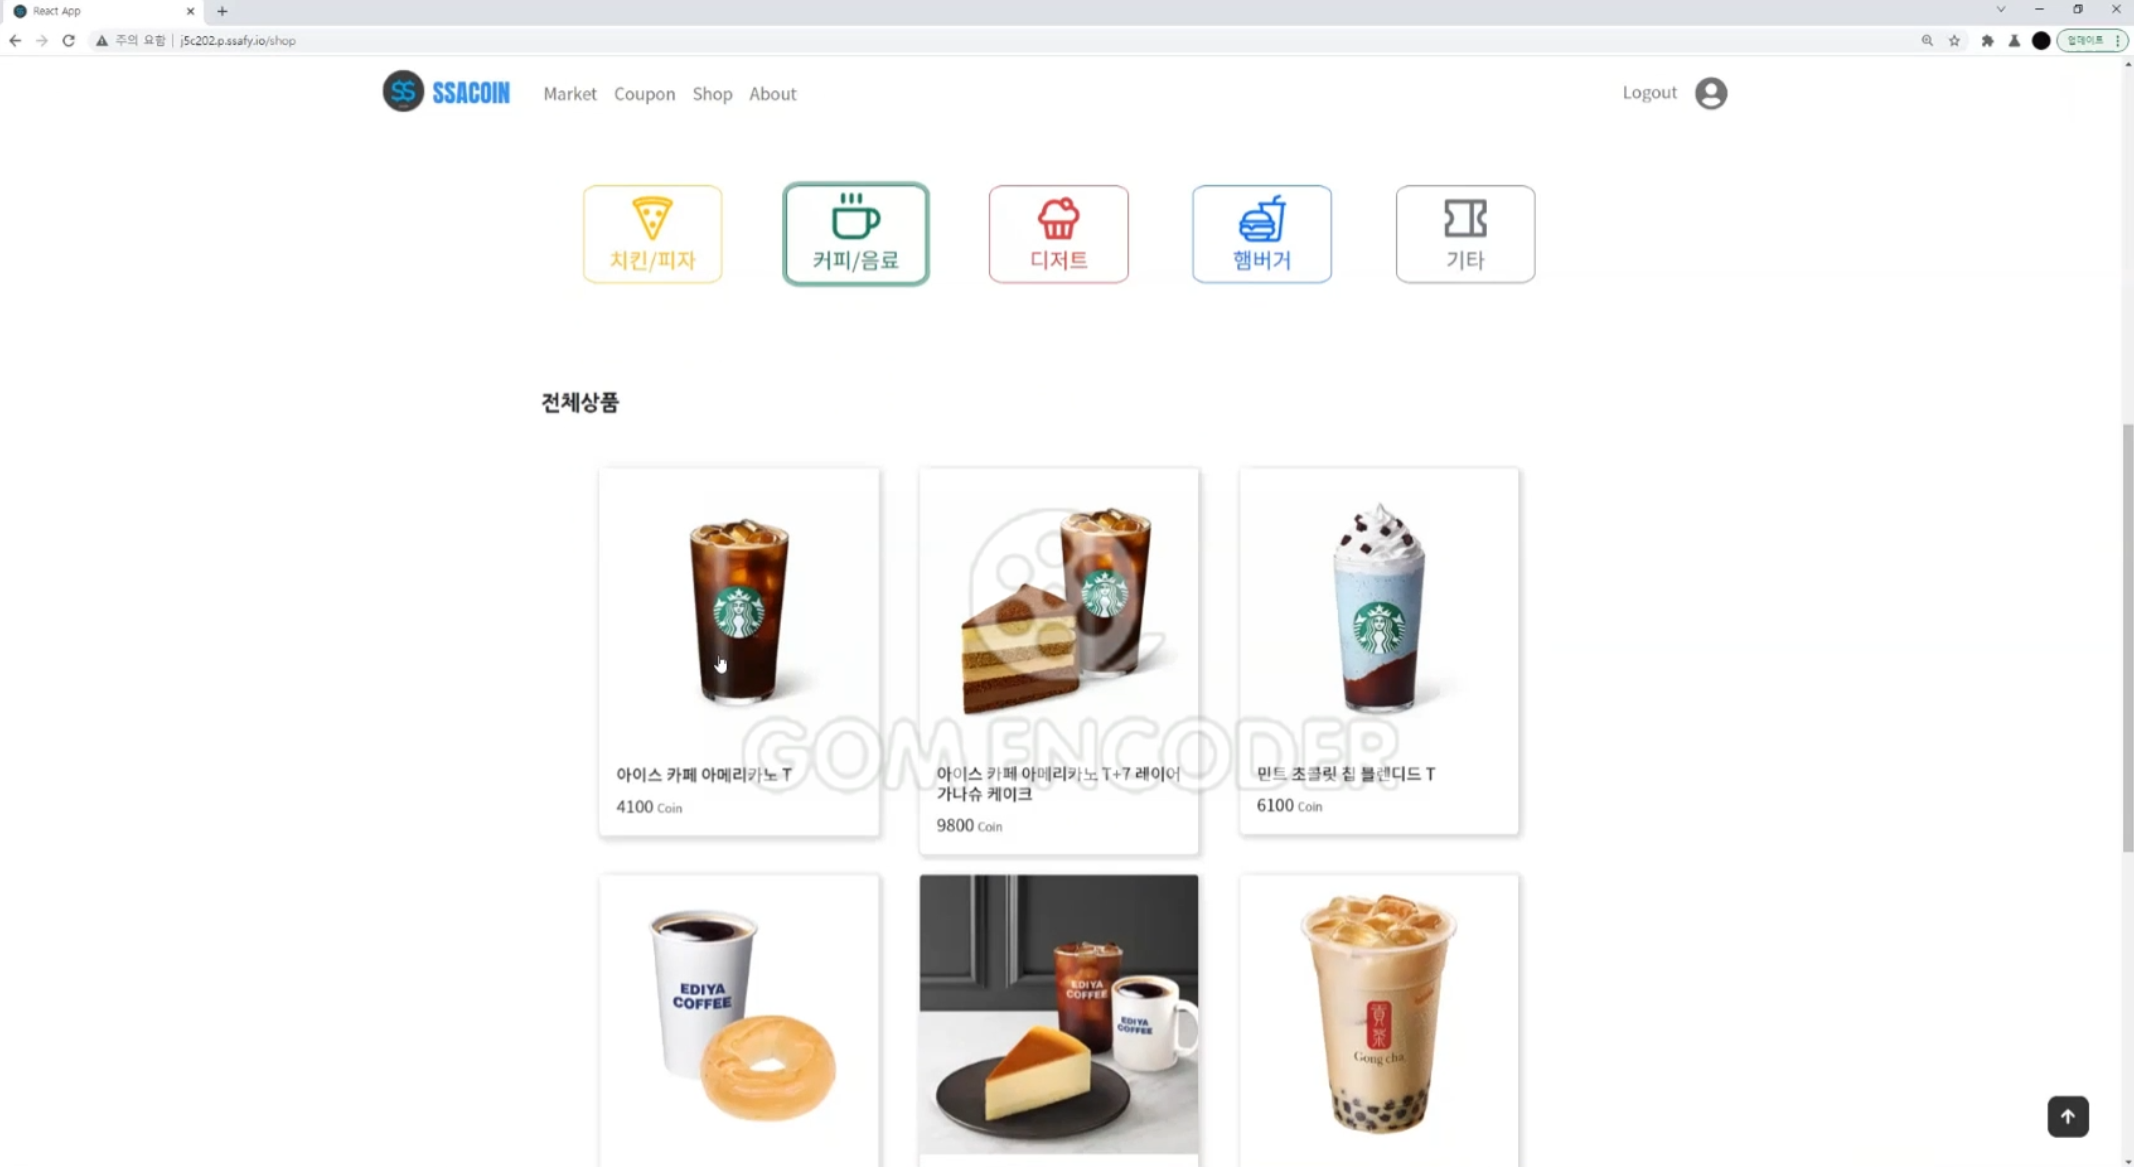 React App
주의 요함 | j5c202.p.ssafy.io/shop
업데이트
SS SSACOIN Market Coupon Shop About Logout
치킨/피자 커피/음료 디저트 햄버거 기타
전체상품
GOM ENCODER
아이스 카페 아메리카노 T
4100 Coin
아이스 카페 아메리카노 T+7 레이어
가나슈 케이크
9800 Coin
민트 초콜릿 칩 블렌디드 T
6100 Coin
EDIYA
COFFEE
EDIYA
COFFEE
EDIYA
COFFEE
貢茶
Gong cha